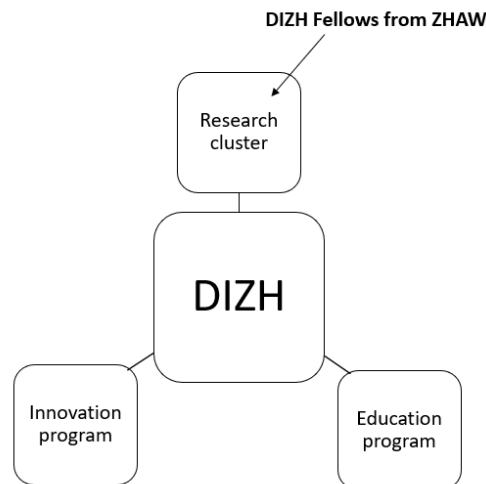 DIZH Fellows from ZHAW
Research
cluster
DIZH
Innovation
program
Education
program